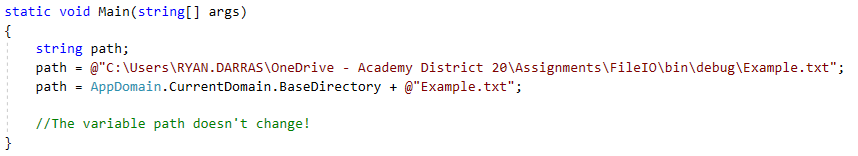 static void Main(string[] args)
{
string path;
path = @"C:\Users\RYAN.DARRAS\OneDrive - Academy District 20\Assignments\FileIO\bin\debug\Example.txt";
path = AppDomain.CurrentDomain.BaseDirectory + @"Example.txt";
//The variable path doesn't change!
}